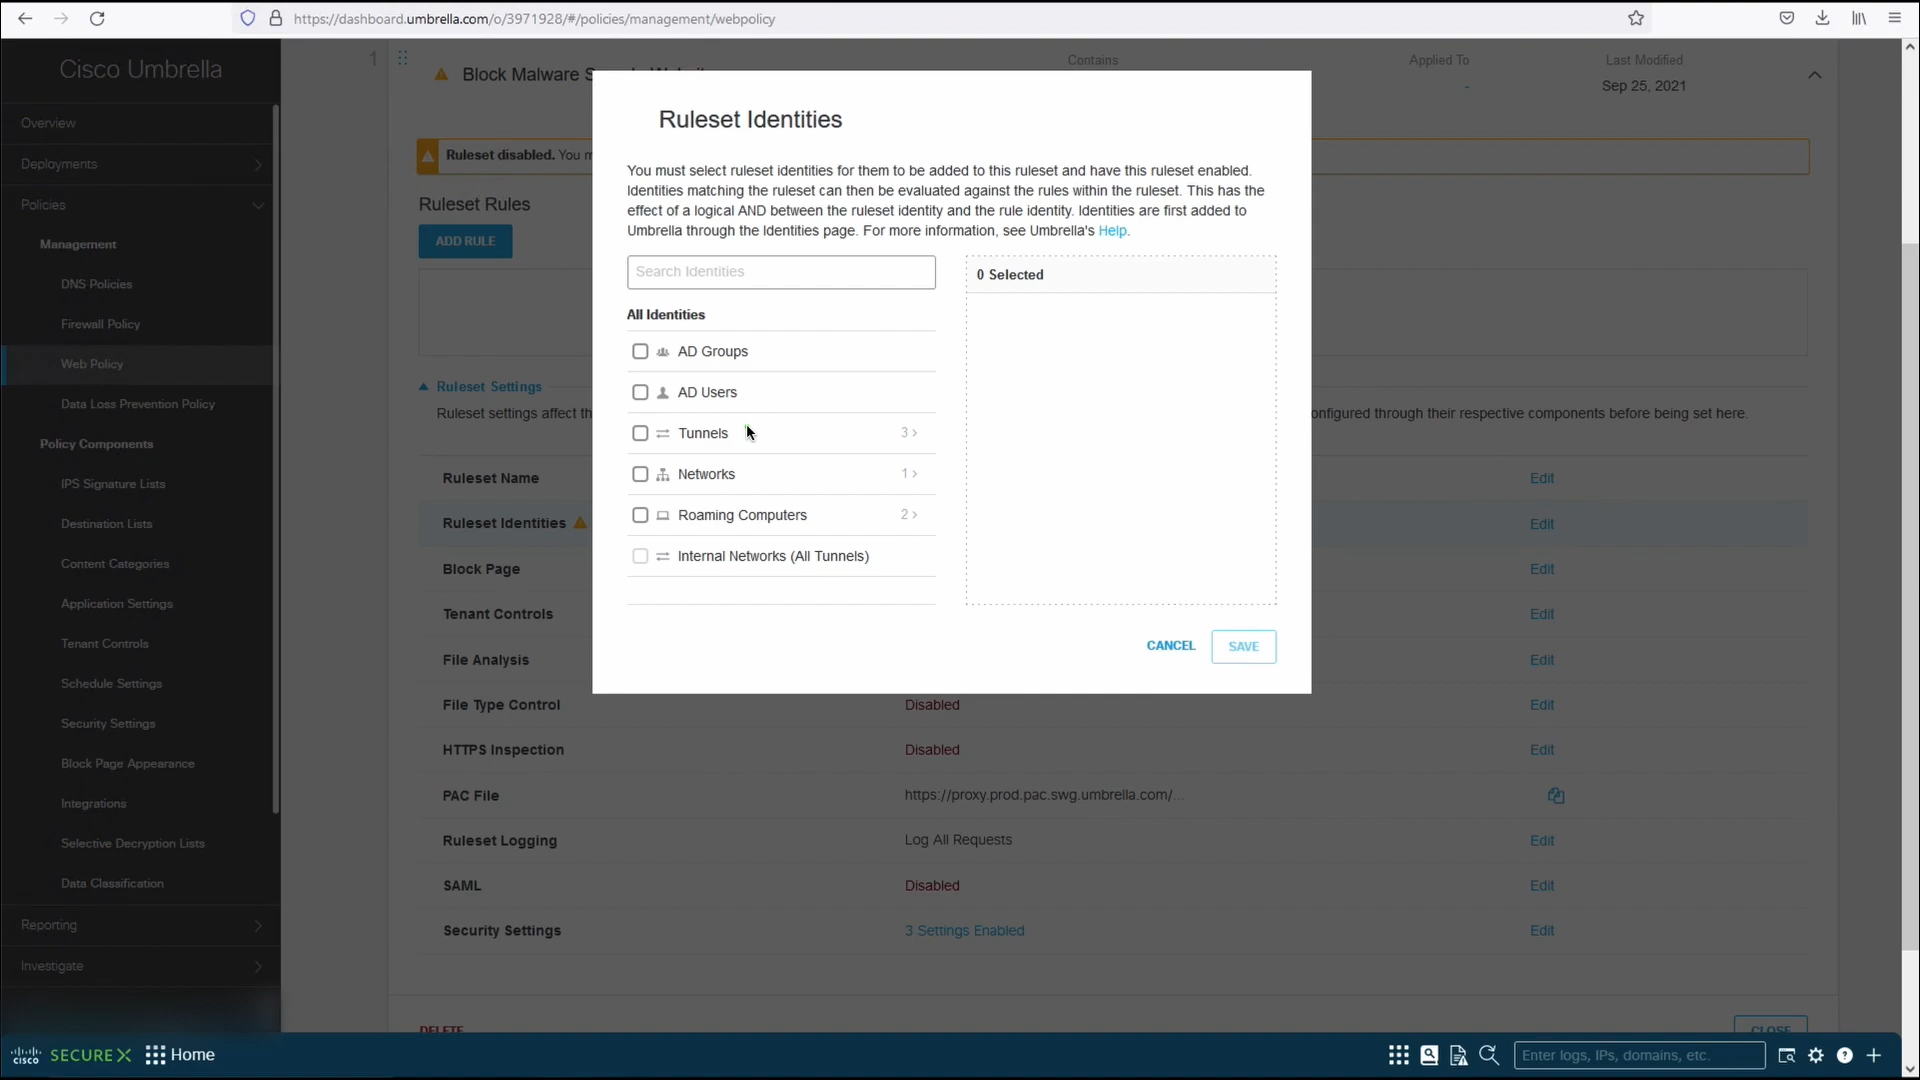 https://dashboard.umbrella.com/o/3971928/#/policies/management/webpolicy
Cisco Umbrella
Overview
Deployments
Policies
Management
DNS Policies
Firewall Policy
Web Policy
Data Loss Prevention Policy
Policy Components
IPS Signature Lists
Destination Lists
Content Categories
Application Settings
Tenant Controls
Schedule Settings
Security Settings
Block Page Appearance
Integrations
Selective Decryption Lists
Data Classification
Reporting
Investigate
1
Block Malware
Contains
Applied To
-
Last Modified
Sep 25, 2021
Ruleset disabled. You
Ruleset Rules
ADD RULE
Ruleset Settings
Ruleset settings affect
onfigured through their respective components before being set here.
Ruleset Name Edit
Ruleset Identities Edit
Block Page Edit
Tenant Controls Edit
File Analysis Edit
File Type Control Disabled Edit
HTTPS Inspection Disabled Edit
PAC File https://proxy.prod.pac.swg.umbrella.com/...
Ruleset Logging Log All Requests Edit
SAML Disabled Edit
Security Settings 3 Settings Enabled Edit
DELETE
CLOSE
Ruleset Identities
You must select ruleset identities for them to be added to this ruleset and have this ruleset enabled.
Identities matching the ruleset can then be evaluated against the rules within the ruleset. This has the
effect of a logical AND between the ruleset identity and the rule identity. Identities are first added to
Umbrella through the Identities page. For more information, see Umbrella's Help.
Search Identities
0 Selected
All Identities
AD Groups
AD Users
Tunnels 3 >
Networks 1 >
Roaming Computers 2 >
Internal Networks (All Tunnels)
CANCEL
SAVE
cisco SECUREX Home
Enter logs, IPs, domains, etc.